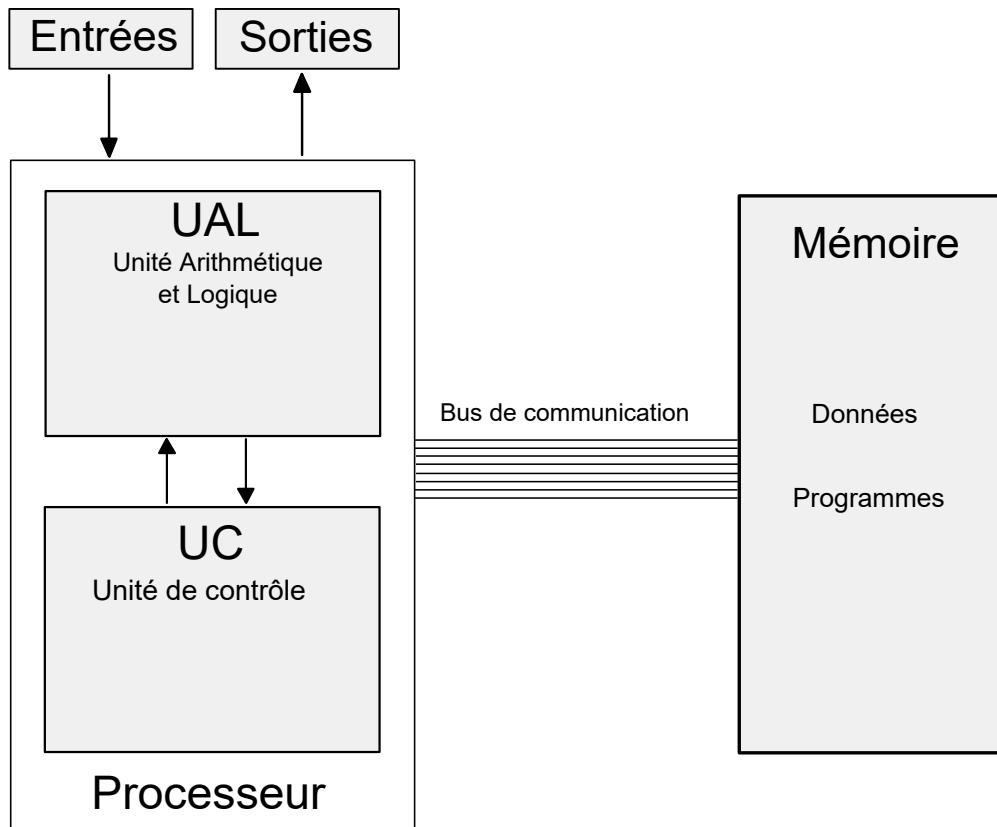 Entrées
Sorties
UAL
Unité Arithmétique
et Logique
UC
Unité de contrôle
Processeur
Bus de communication
Mémoire
Données
Programmes